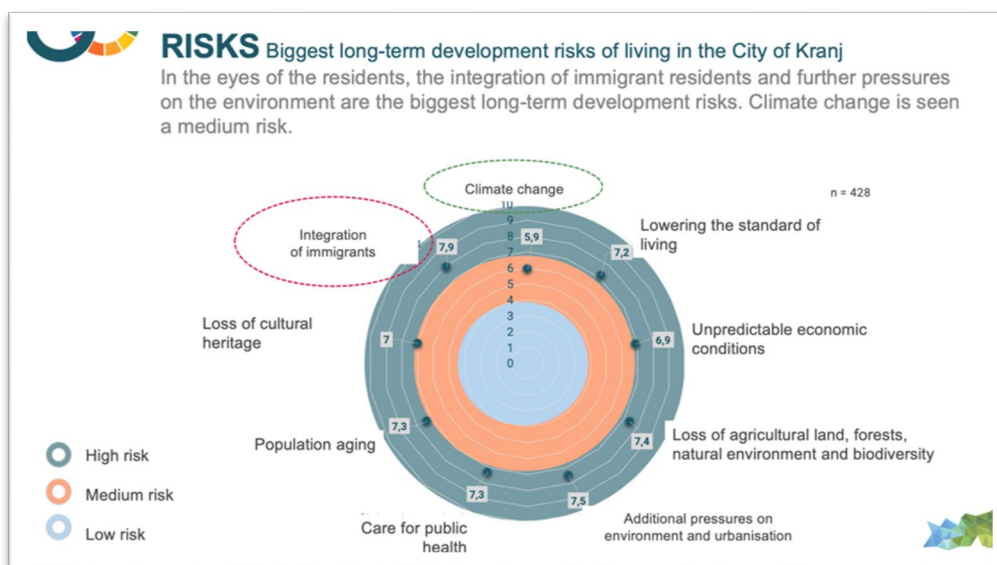 RISKS Biggest long-term development risks of living in the City of Kranj
In the eyes of the residents, the integration of immigrant residents and further pressures
on the environment are the biggest long-term development risks. Climate change is seen
a medium risk.
n = 428
Climate change
10
9
8
7
6
5
4
3
2
1
0
5,9
Lowering the standard of
living
7,2
Unpredictable economic
conditions
6,9
Loss of agricultural land, forests,
natural environment and biodiversity
7,4
Additional pressures on
environment and urbanisation
7,5
Care for public
health
7,3
Population aging
7,3
Loss of cultural
heritage
7
Integration
of immigrants
7,9
High risk
Medium risk
Low risk